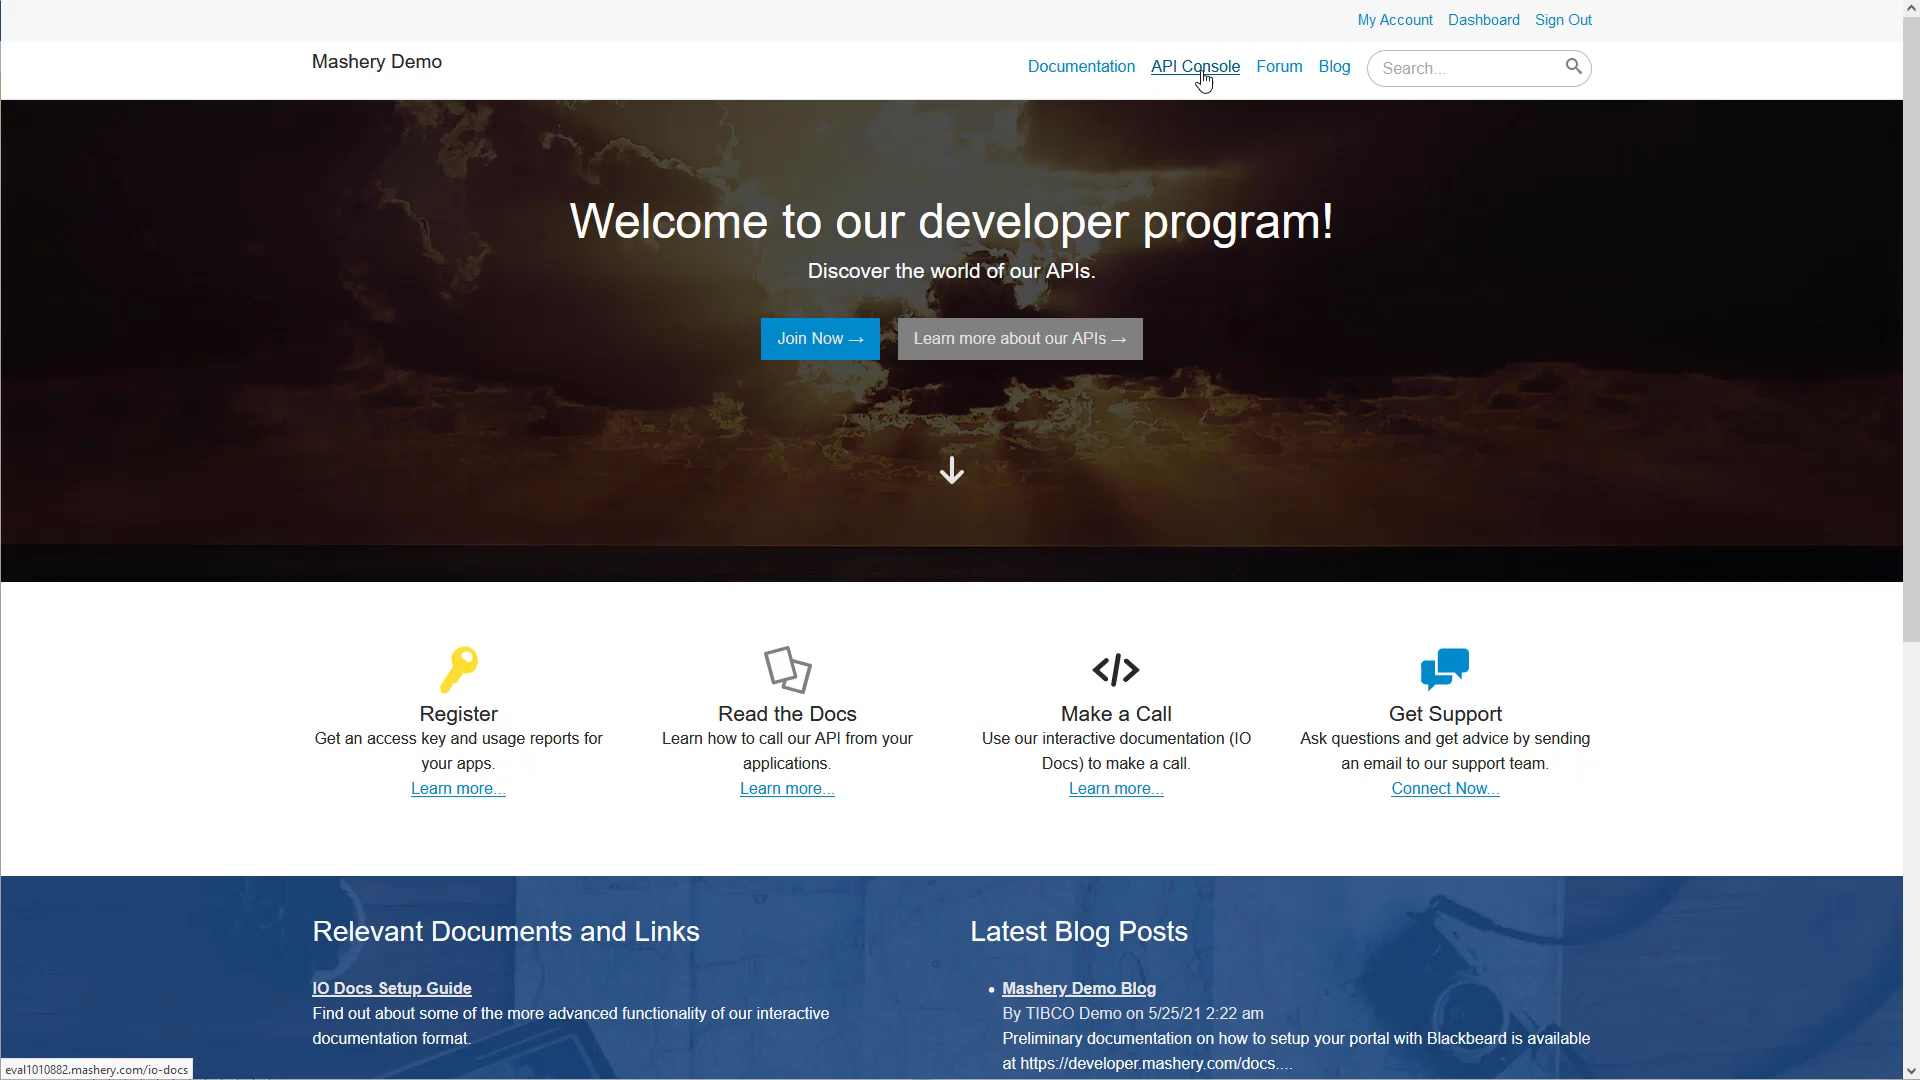 My Account Dashboard Sign Out
Mashery Demo
Documentation API Console Forum Blog Search...
Welcome to our developer program!
Discover the world of our APIs.
Join Now → Learn more about our APIs →
Register
Get an access key and usage reports for
your apps.
Learn more...
Read the Docs
Learn how to call our API from your
applications.
Learn more...
Make a Call
Use our interactive documentation (IO
Docs) to make a call.
Learn more...
Get Support
Ask questions and get advice by sending
an email to our support team.
Connect Now...
Relevant Documents and Links
IO Docs Setup Guide
Find out about some of the more advanced functionality of our interactive
documentation format.
Latest Blog Posts
• Mashery Demo Blog
By TIBCO Demo on 5/25/21 2:22 am
Preliminary documentation on how to setup your portal with Blackbeard is available
at https://developer.mashery.com/docs....
eval1010882.mashery.com/io-docs